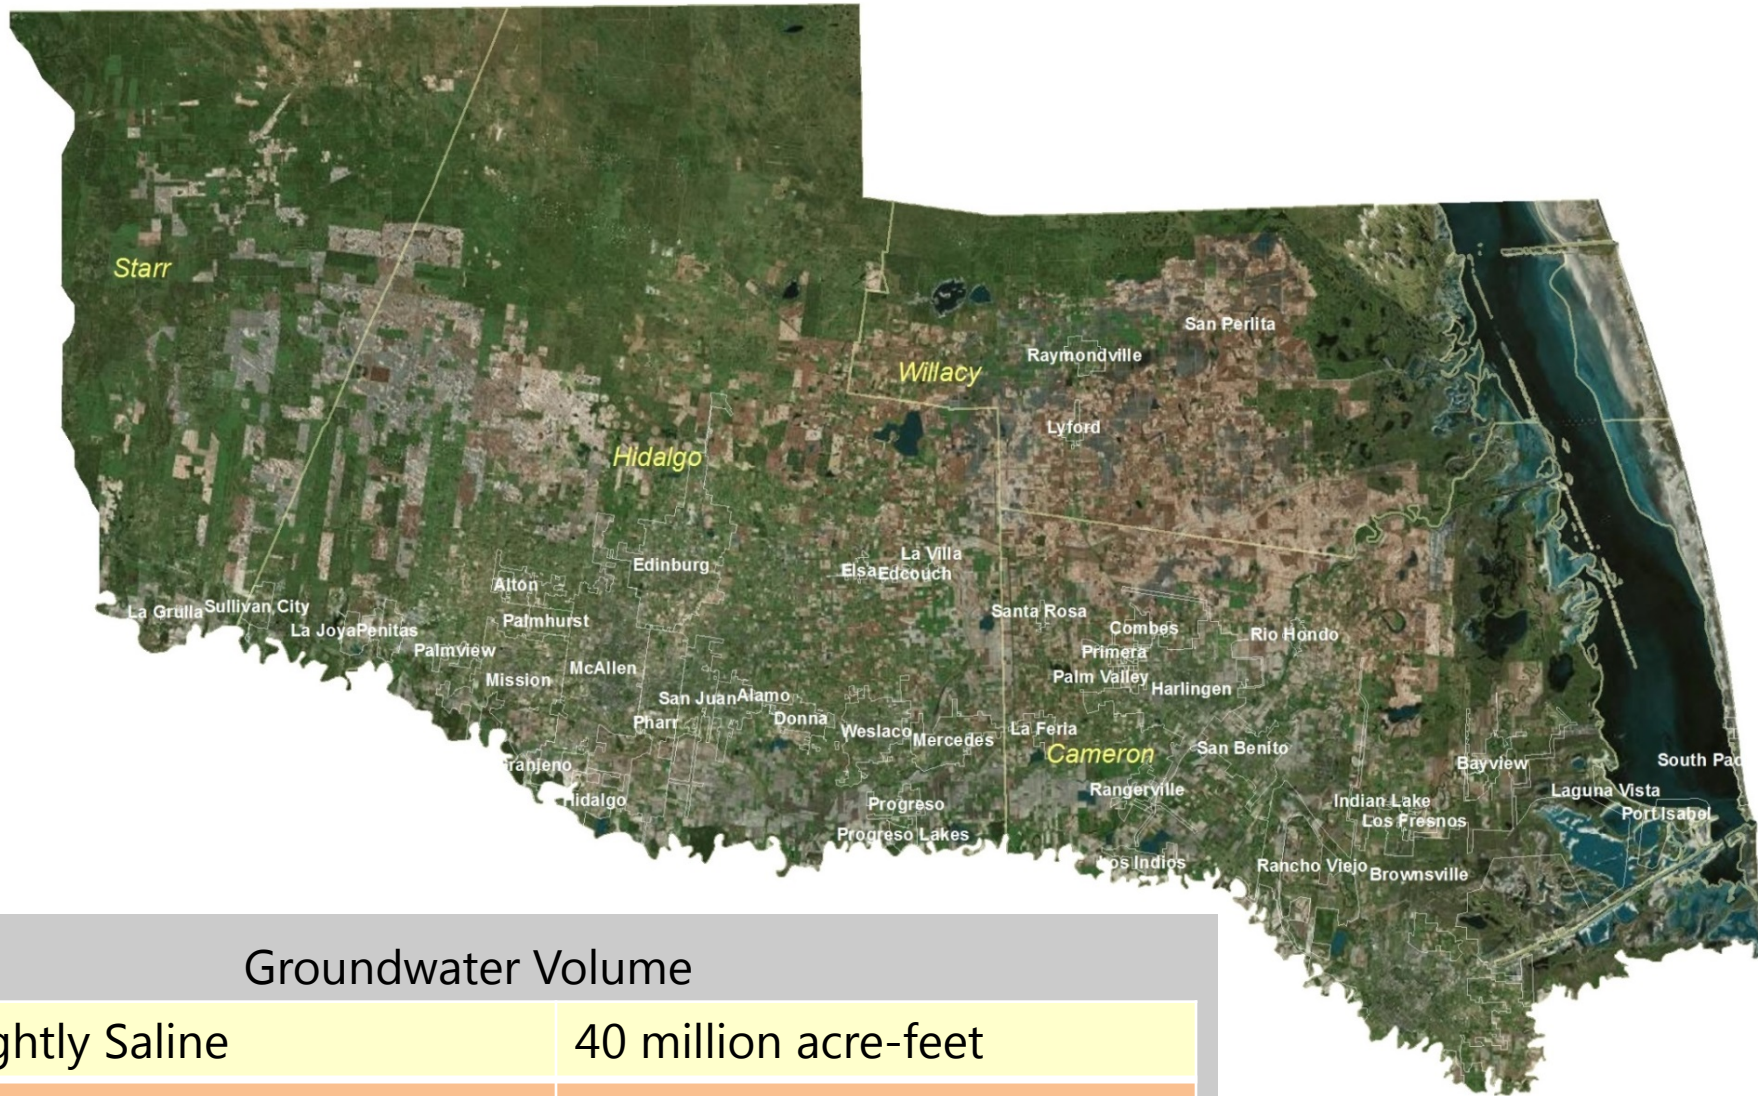 Starr
San Perlita
Raymondville
Willacy
Lyford
Hidalgo
La Villa
Edinburg
Elsa Edcouch
Alton
La Grulla Sullivan City
Santa Rosa
Palmhurst
Combes
La Joya Penitas
Rio Hondo
Palmview
Primera
McAllen
Mission
Palm Valley
Harlingen
San Juan Alamo
Donna
Pharr
Weslaco
La Feria
Mercedes
San Benito
Cameron
South Pad
Bayview
Granjeno
Rangerville
Laguna Vista
Hidalgo
Progreso
Indian Lake
Port Isabel
Los Fresnos
Progreso Lakes
Los Indios
Rancho Viejo
Brownsville
Groundwater Volume
ghtly Saline 40 million acre-feet